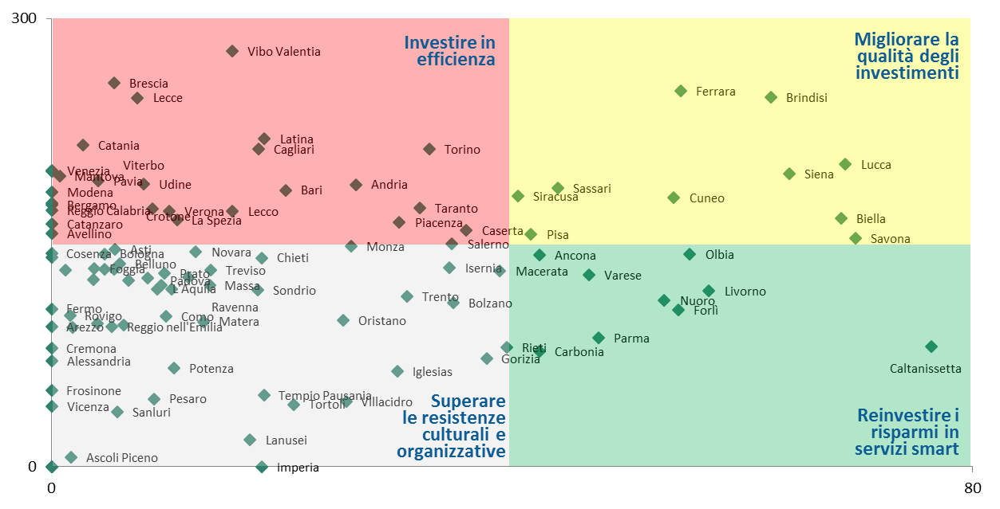 300
Investire in
efficienza
Migliorare la
qualità degli
investimenti
Vibo Valentia
Brescia
Lecce
Ferrara
Brindisi
Latina
Catania
Cagliari
Torino
Viterbo
Venezia
Mantova
Pavia
Udine
Andria
Bari
Siena
Lucca
Sassari
Siracusa
Cuneo
Modena
Bergamo
Reggio Calabria
Crotone
Verona
La Spezia
Lecco
Taranto
Piacenza
Biella
Catanzaro
Avellino
Caserta
Pisa
Savona
Salerno
Monza
Cosenza
Asti
Bologna
Novara
Chieti
Ancona
Olbia
Belluno
Foggia
Prato
Treviso
Isernia
Macerata
Varese
Padova
L'Aquila
Massa
Sondrio
Trento
Bolzano
Livorno
Nuoro
Forlì
Fermo
Rovigo
Ravenna
Como
Matera
Arezzo
Reggio nell'Emilia
Oristano
Parma
Cremona
Rieti
Carbonia
Alessandria
Gorizia
Potenza
Iglesias
Caltanissetta
Frosinone
Pesaro
Tempio Pausania
Tortolì
Villacidro
Vicenza
Sanluri
Superare
le resistenze
culturali e
organizzative
Reinvestire i
risparmi in
servizi smart
Lanusei
Ascoli Piceno
Imperia
0
0
80